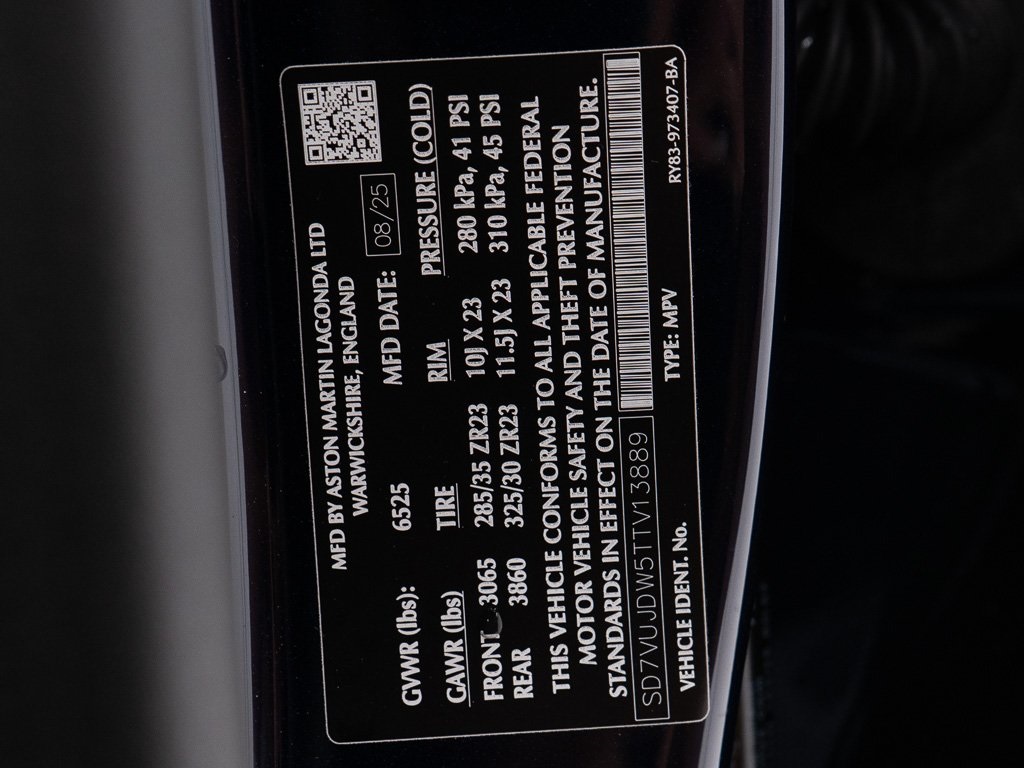 MFD BY ASTON MARTIN LAGONDA LTD
WARWICKSHIRE, ENGLAND
GVWR (lbs): 6525 MFD DATE: 08/25
GAWR (lbs) TIRE RIM PRESSURE (COLD)
FRONT 3065 285/35 ZR23 10J X 23 280 kPa, 41 PSI
REAR 3860 325/30 ZR23 11.5J X 23 310 kPa, 45 PSI
THIS VEHICLE CONFORMS TO ALL APPLICABLE FEDERAL
MOTOR VEHICLE SAFETY AND THEFT PREVENTION
STANDARDS IN EFFECT ON THE DATE OF MANUFACTURE.
SD7VUJDW5TTV13889
VEHICLE IDENT. No. TYPE: MPV RY83-973407-BA